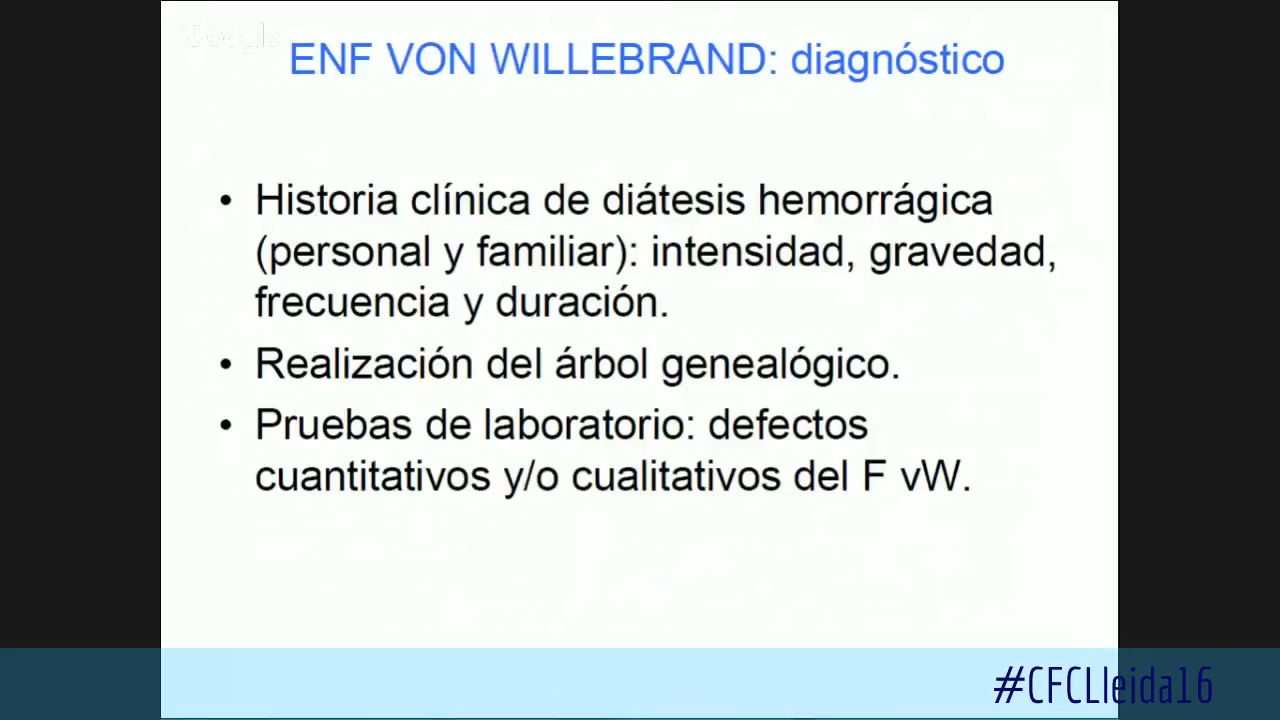 Google
ENF VON WILLEBRAND: diagnóstico
• Historia clínica de diátesis hemorrágica
(personal y familiar): intensidad, gravedad,
frecuencia y duración.
• Realización del árbol genealógico.
• Pruebas de laboratorio: defectos
cuantitativos y/o cualitativos del F vW.
#CFCLleida16